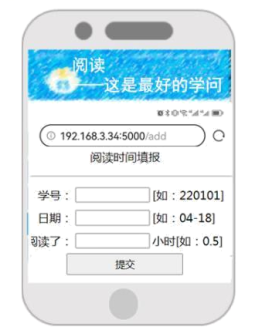 阅读
——这是最好的学问
192.168.3.34:5000/add
阅读时间填报
学号： [如：220101]
日期： [如：04-18]
阅读了： 小时[如：0.5]
提交